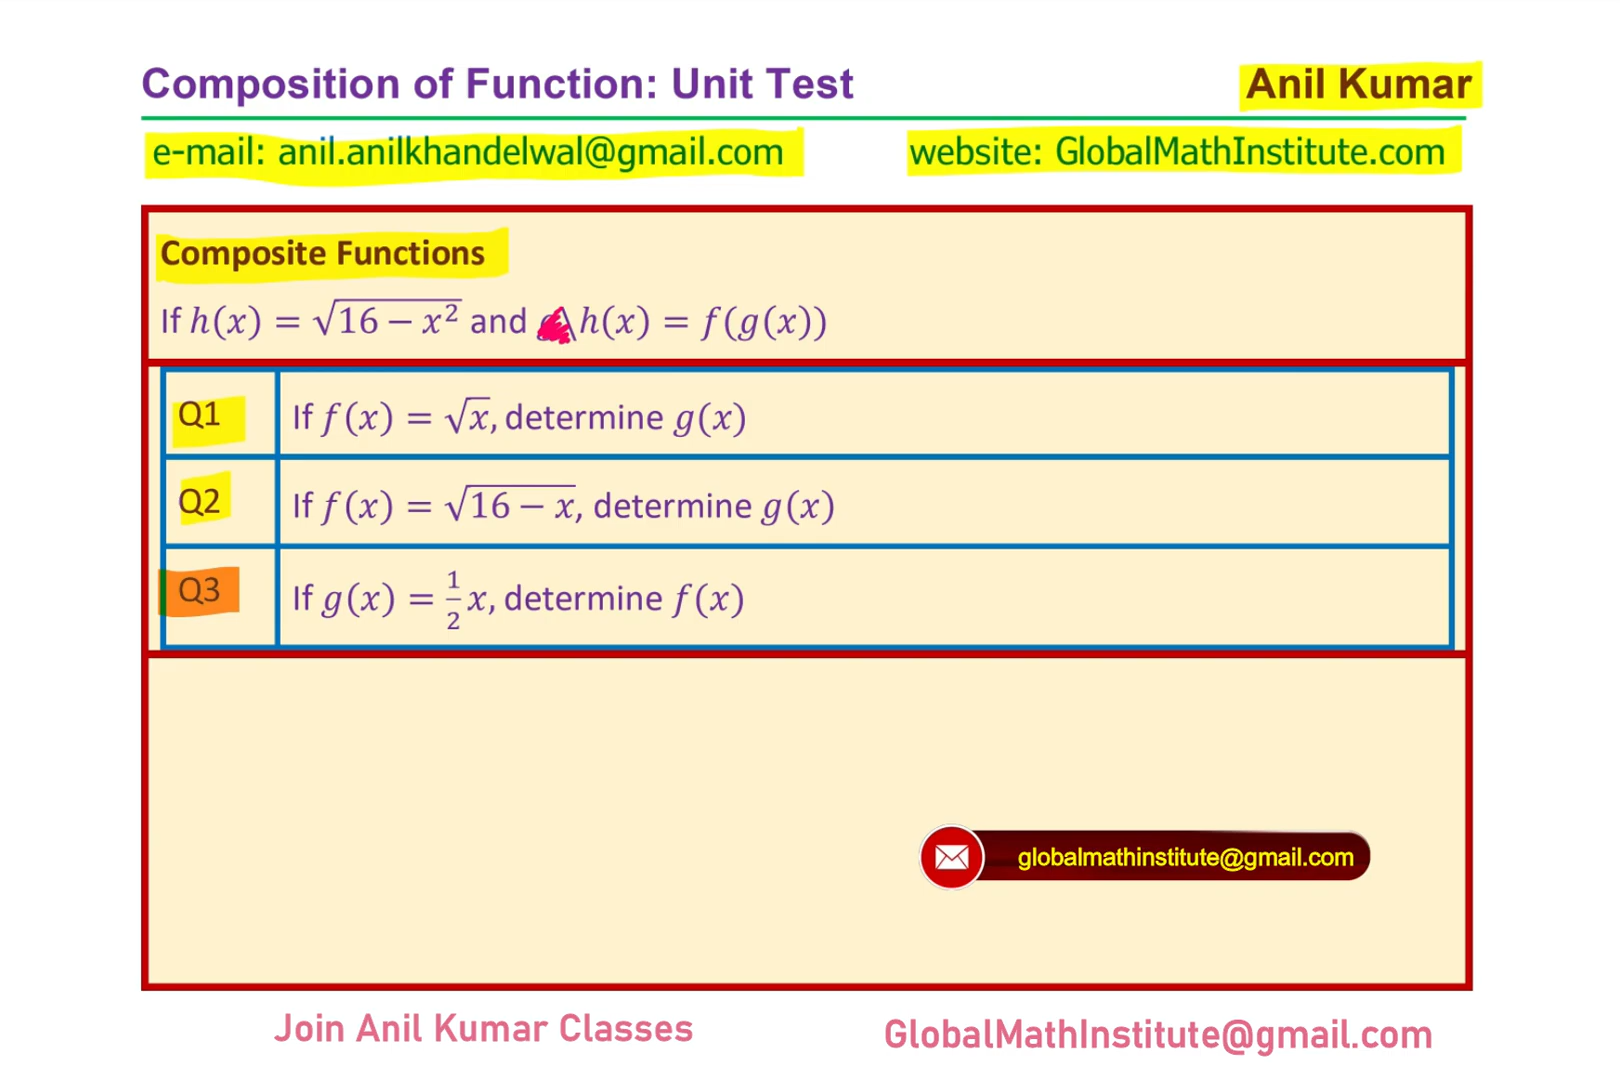 Composition of Function: Unit Test
Anil Kumar
e-mail: anil.anilkhandelwal@gmail.com
website: GlobalMathInstitute.com
Composite Functions
If h(x) = √(16 − x²) and h(x) = f(g(x))
Q1 If f(x) = √x, determine g(x)
Q2 If f(x) = √(16 − x), determine g(x)
Q3 If g(x) = 1/2 x, determine f(x)
globalmathinstitute@gmail.com
Join Anil Kumar Classes
GlobalMathInstitute@gmail.com